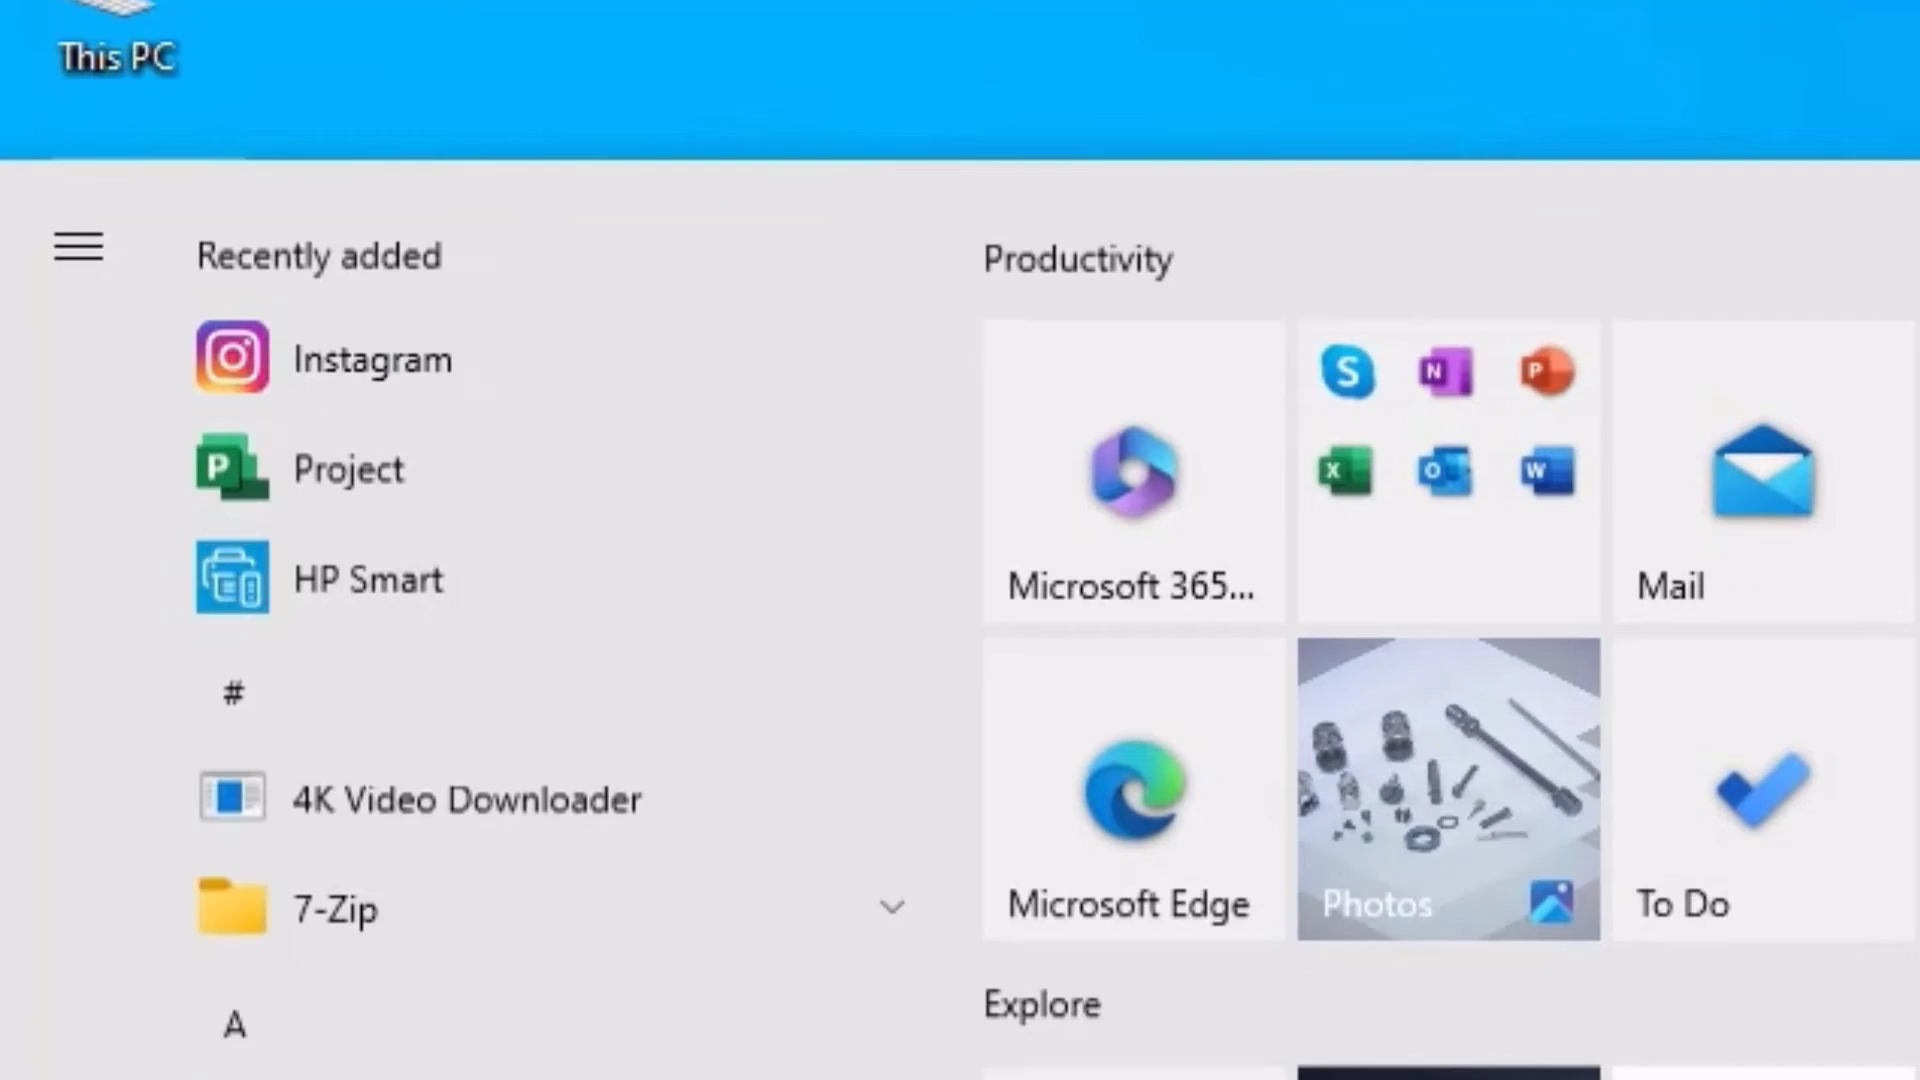 This PC
Recently added
Instagram
P
Project
HP Smart
#
4K Video Downloader
7-Zip
A
Productivity
Microsoft 365...
S
N
P
X
O
W
Mail
Microsoft Edge
Photos
To Do
Explore